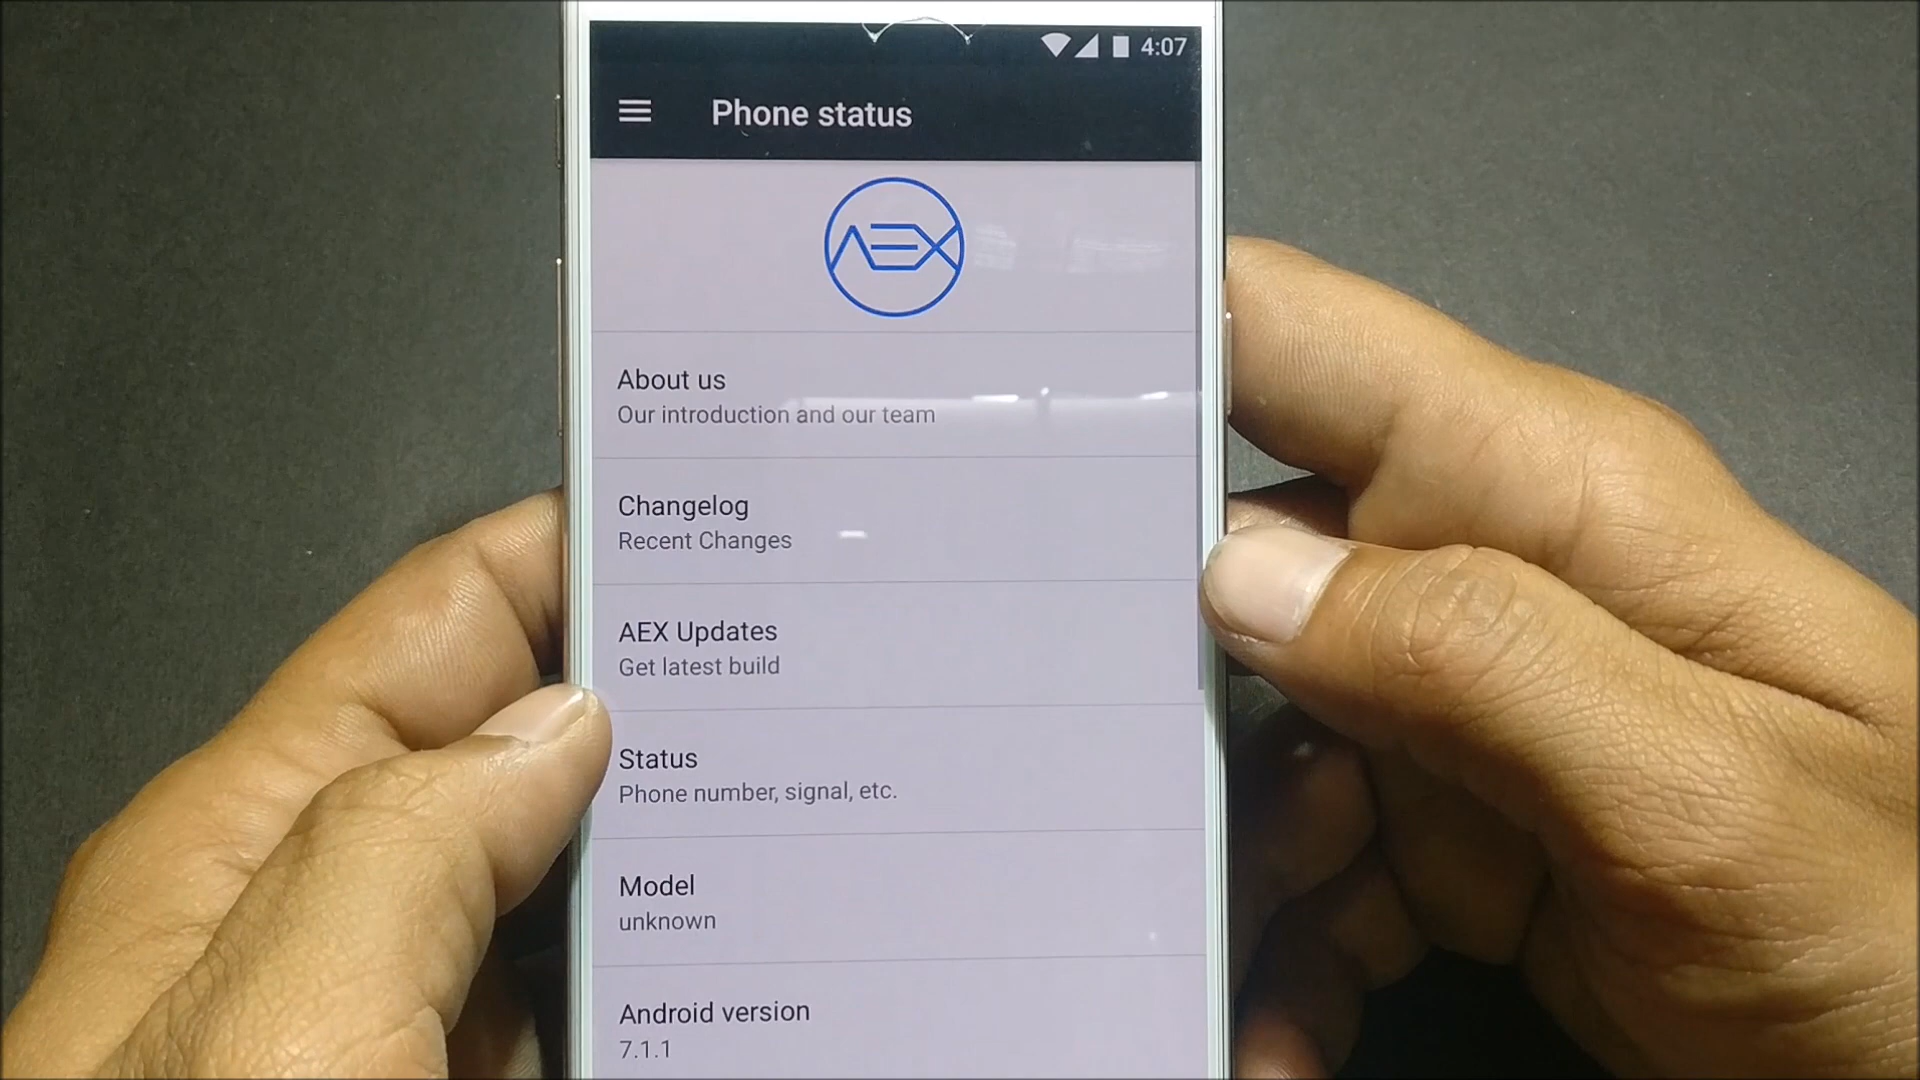 4:07
Phone status
AEX
About us
Our introduction and our team
Changelog
Recent Changes
AEX Updates
Get latest build
Status
Phone number, signal, etc.
Model
unknown
Android version
7.1.1